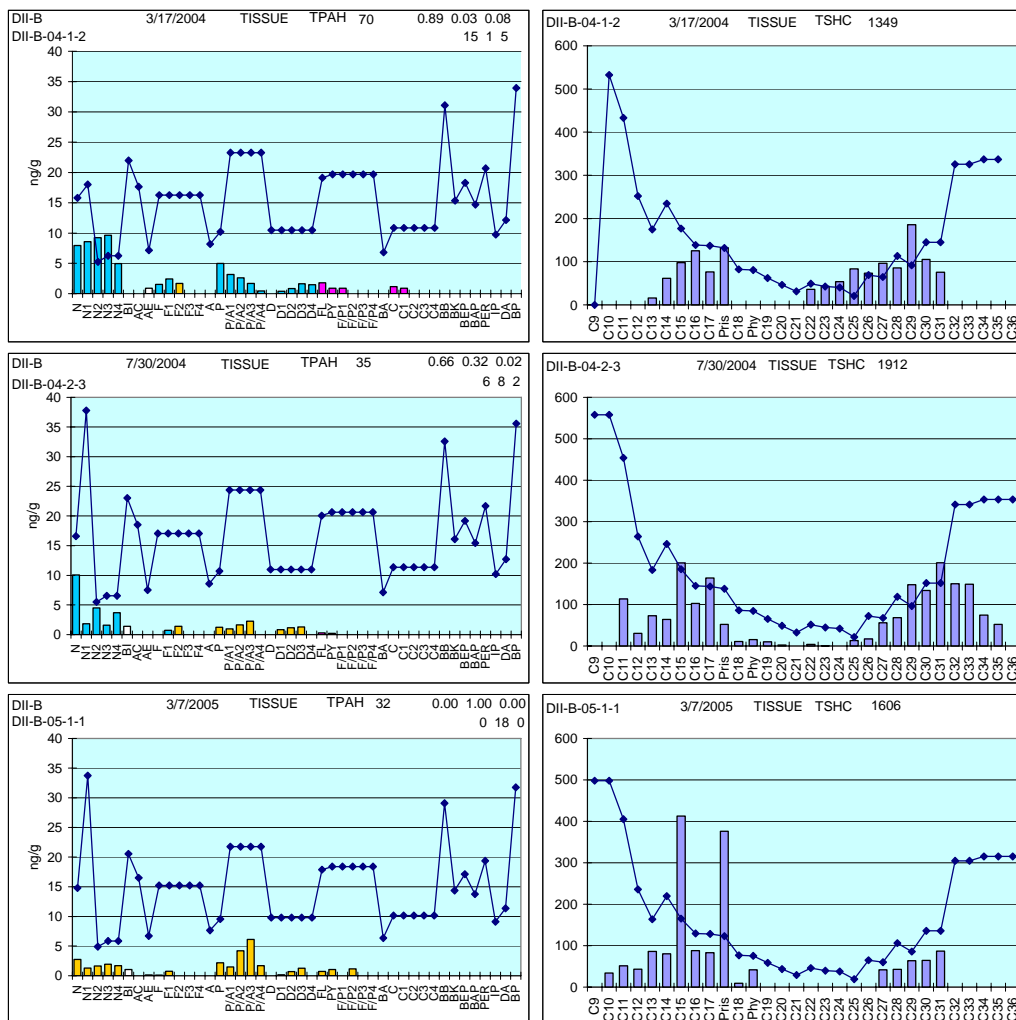 DII-B 3/17/2004 TISSUE TPAH 70 0.89 0.03 0.08
DII-B-04-1-2 15 1 5
40
35
30
25
20
15
10
5
0
ng/g
N N1 N2 N3 N4 BI AC AE F F1 F2 F3 F4 A P P/A1 P/A2 P/A3 P/A4 D D1 D2 D3 D4 FL PY F/P1 F/P2 F/P3 F/P4 BA C C1 C2 C3 C4 BB BK BEP BAP PER IP DA BP
DII-B-04-1-2 3/17/2004 TISSUE TSHC 1349
600
500
400
300
200
100
0
C9 C10 C11 C12 C13 C14 C15 C16 C17 Pris C18 Phy C19 C20 C21 C22 C23 C24 C25 C26 C27 C28 C29 C30 C31 C32 C33 C34 C35 C36
DII-B 7/30/2004 TISSUE TPAH 35 0.66 0.32 0.02
DII-B-04-2-3 6 8 2
40
35
30
25
20
15
10
5
0
ng/g
N N1 N2 N3 N4 BI AC AE F F1 F2 F3 F4 A P P/A1 P/A2 P/A3 P/A4 D D1 D2 D3 D4 FL PY F/P1 F/P2 F/P3 F/P4 BA C C1 C2 C3 C4 BB BK BEP BAP PER IP DA BP
DII-B-04-2-3 7/30/2004 TISSUE TSHC 1912
600
500
400
300
200
100
0
C9 C10 C11 C12 C13 C14 C15 C16 C17 Pris C18 Phy C19 C20 C21 C22 C23 C24 C25 C26 C27 C28 C29 C30 C31 C32 C33 C34 C35 C36
DII-B 3/7/2005 TISSUE TPAH 32 0.00 1.00 0.00
DII-B-05-1-1 0 18 0
40
35
30
25
20
15
10
5
0
ng/g
N N1 N2 N3 N4 BI AC AE F F1 F2 F3 F4 A P P/A1 P/A2 P/A3 P/A4 D D1 D2 D3 D4 FL PY F/P1 F/P2 F/P3 F/P4 BA C C1 C2 C3 C4 BB BK BEP BAP PER IP DA BP
DII-B-05-1-1 3/7/2005 TISSUE TSHC 1606
600
500
400
300
200
100
0
C9 C10 C11 C12 C13 C14 C15 C16 C17 Pris C18 Phy C19 C20 C21 C22 C23 C24 C25 C26 C27 C28 C29 C30 C31 C32 C33 C34 C35 C36